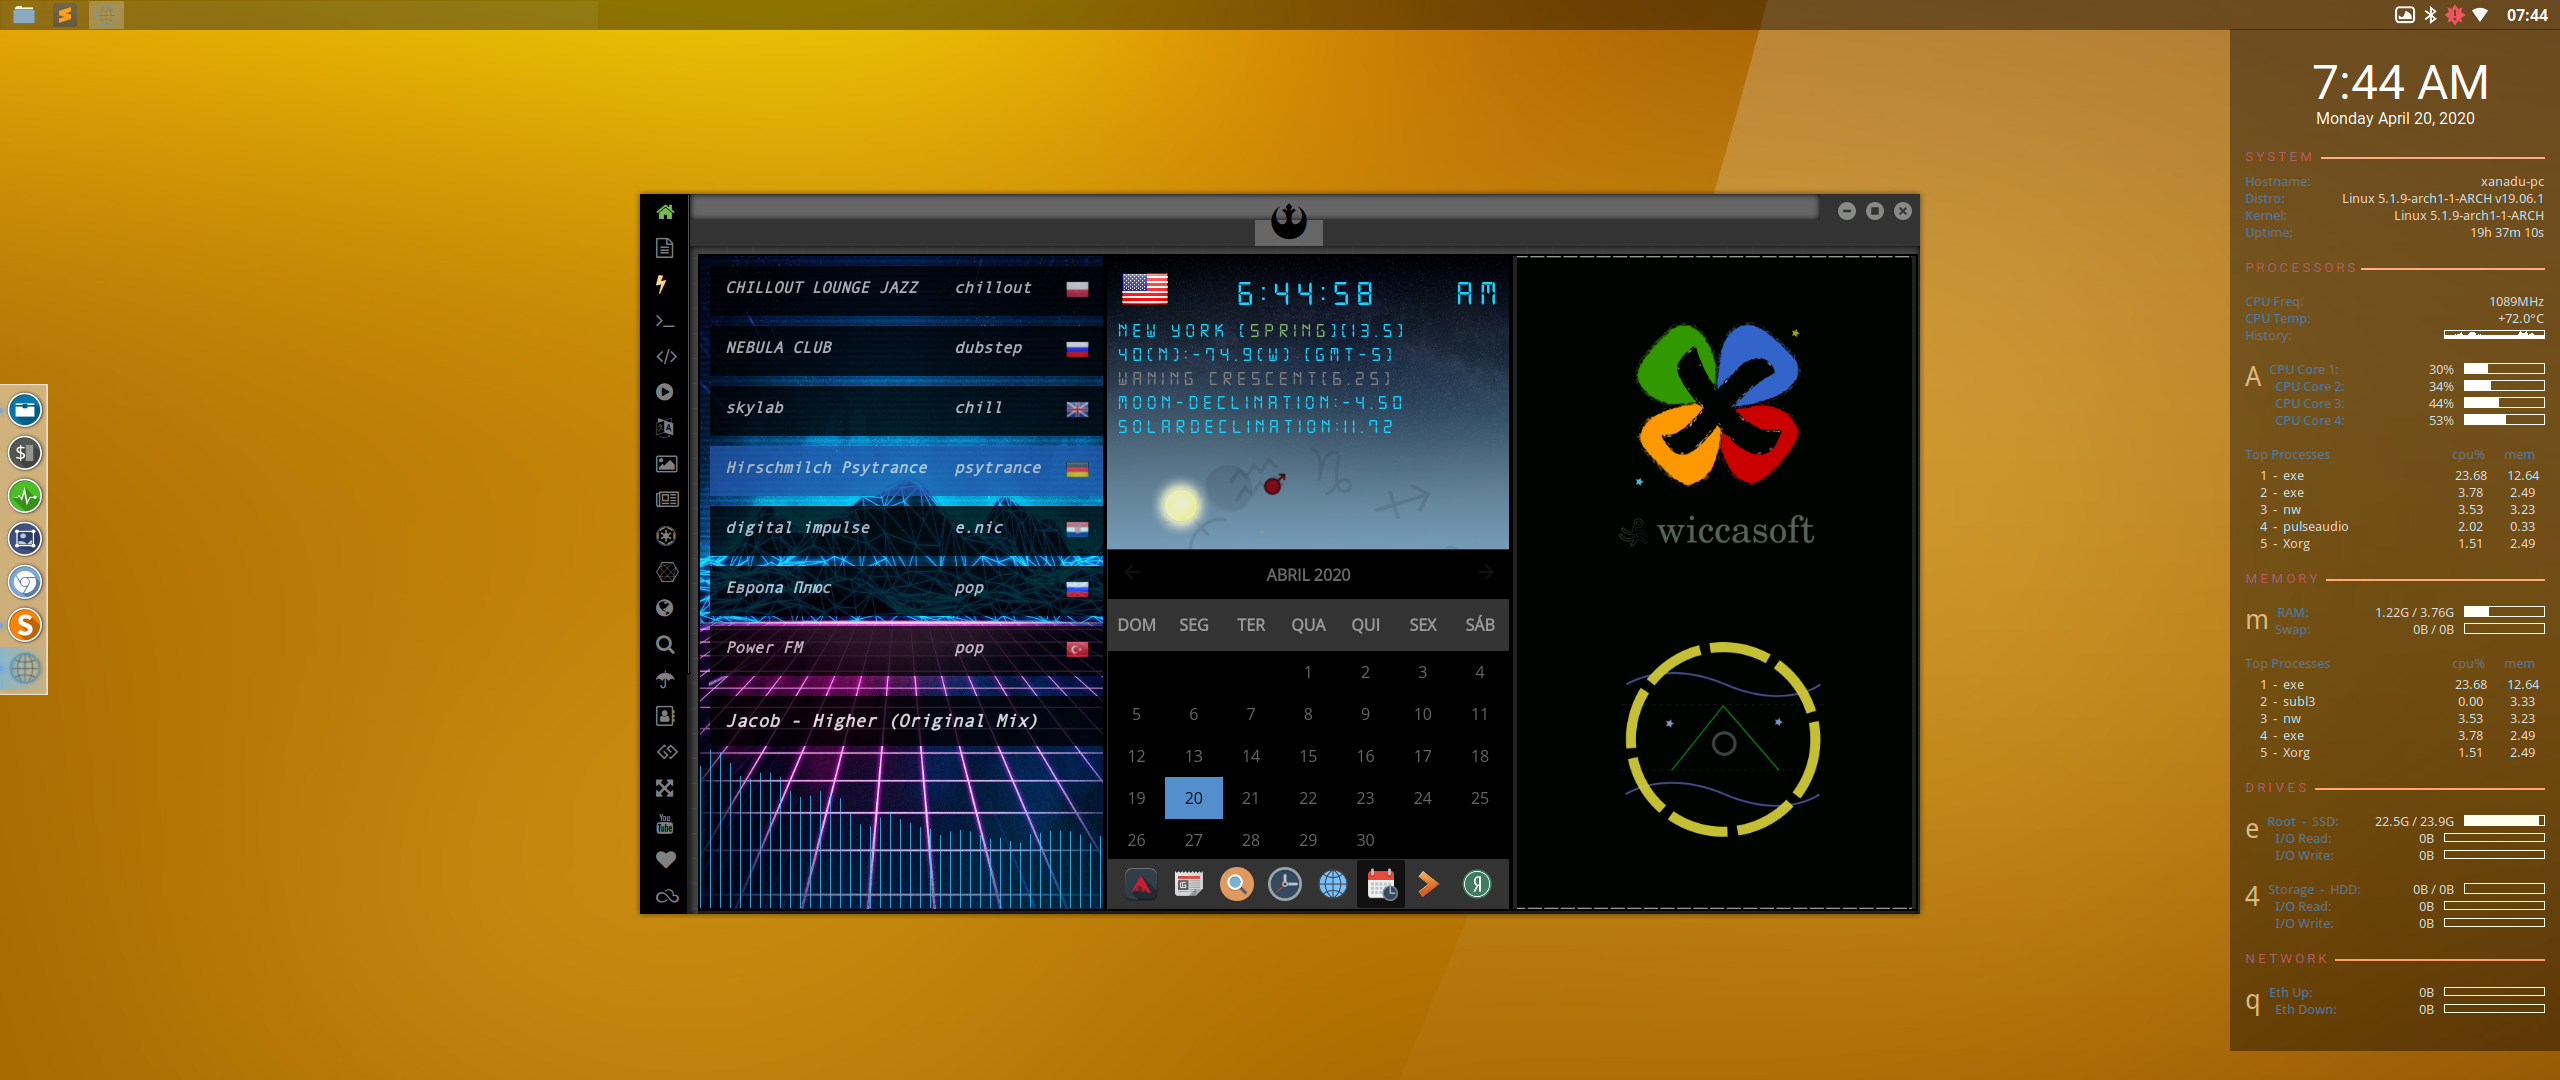 07:44
7:44 AM
Monday April 20, 2020
SYSTEM
Hostname: xanadu-pc
Distro: Linux 5.1.9-arch1-1-ARCH v19.06.1
Kernel: Linux 5.1.9-arch1-1-ARCH
Uptime: 19h 37m 10s
PROCESSORS
CPU Freq: 1089MHz
CPU Temp: +72.0°C
History:
A CPU Core 1: 30%
CPU Core 2: 34%
CPU Core 3: 44%
CPU Core 4: 53%
Top Processes cpu% mem
1 - exe 23.68 12.64
2 - exe 3.78 2.49
3 - nw 3.53 3.23
4 - pulseaudio 2.02 0.33
5 - Xorg 1.51 2.49
MEMORY
m RAM: 1.22G / 3.76G
Swap: 0B / 0B
Top Processes cpu% mem
1 - exe 23.68 12.64
2 - subl3 0.00 3.33
3 - nw 3.53 3.23
4 - exe 3.78 2.49
5 - Xorg 1.51 2.49
DRIVES
e Root - SSD: 22.5G / 23.9G
I/O Read: 0B
I/O Write: 0B
4 Storage - HDD: 0B / 0B
I/O Read: 0B
I/O Write: 0B
NETWORK
q Eth Up: 0B
Eth Down: 0B
CHILLOUT LOUNGE JAZZ chillout
NEBULA CLUB dubstep
skylab chill
Hirschmilch Psytrance psytrance
digital impulse e.nic
Европа Плюс pop
Power FM pop
Jacob - Higher (Original Mix)
6:44:58 AM
NEW YORK [SPRING][13.5]
40(N):-74.9(W) [GMT-5]
WANING CRESCENT[6.25]
MOON-DECLINATION:-4.50
SOLARDECLINATION:11.72
ABRIL 2020
DOM SEG TER QUA QUI SEX SÁB
1 2 3 4
5 6 7 8 9 10 11
12 13 14 15 16 17 18
19 20 21 22 23 24 25
26 27 28 29 30
wiccasoft
You
Tube